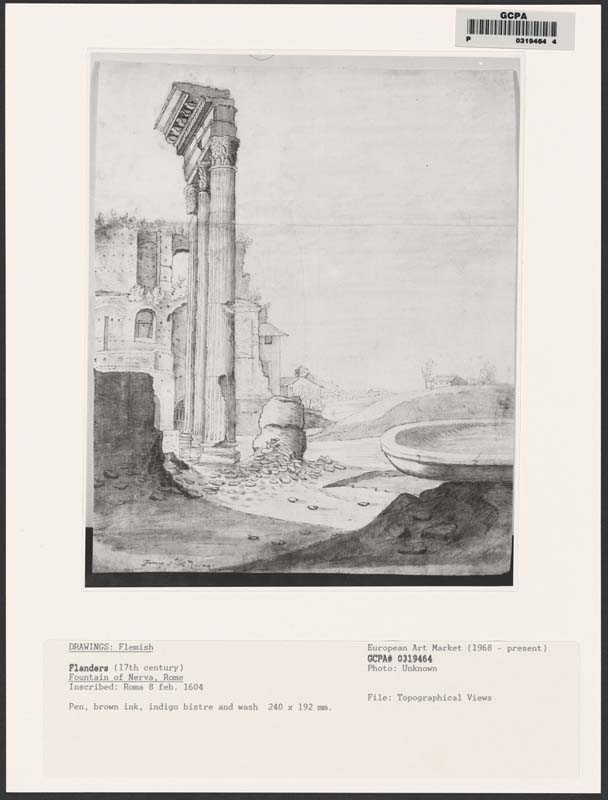 GCPA
P 0319464 4
DRAWINGS: Flemish
Flanders (17th century)
Fountain of Nerva, Rome
Inscribed: Roma 8 feb. 1604
Pen, brown ink, indigo bistre and wash 240 x 192 mm.
European Art Market (1968 - present)
GCPA# 0319464
Photo: Unknown
File: Topographical Views